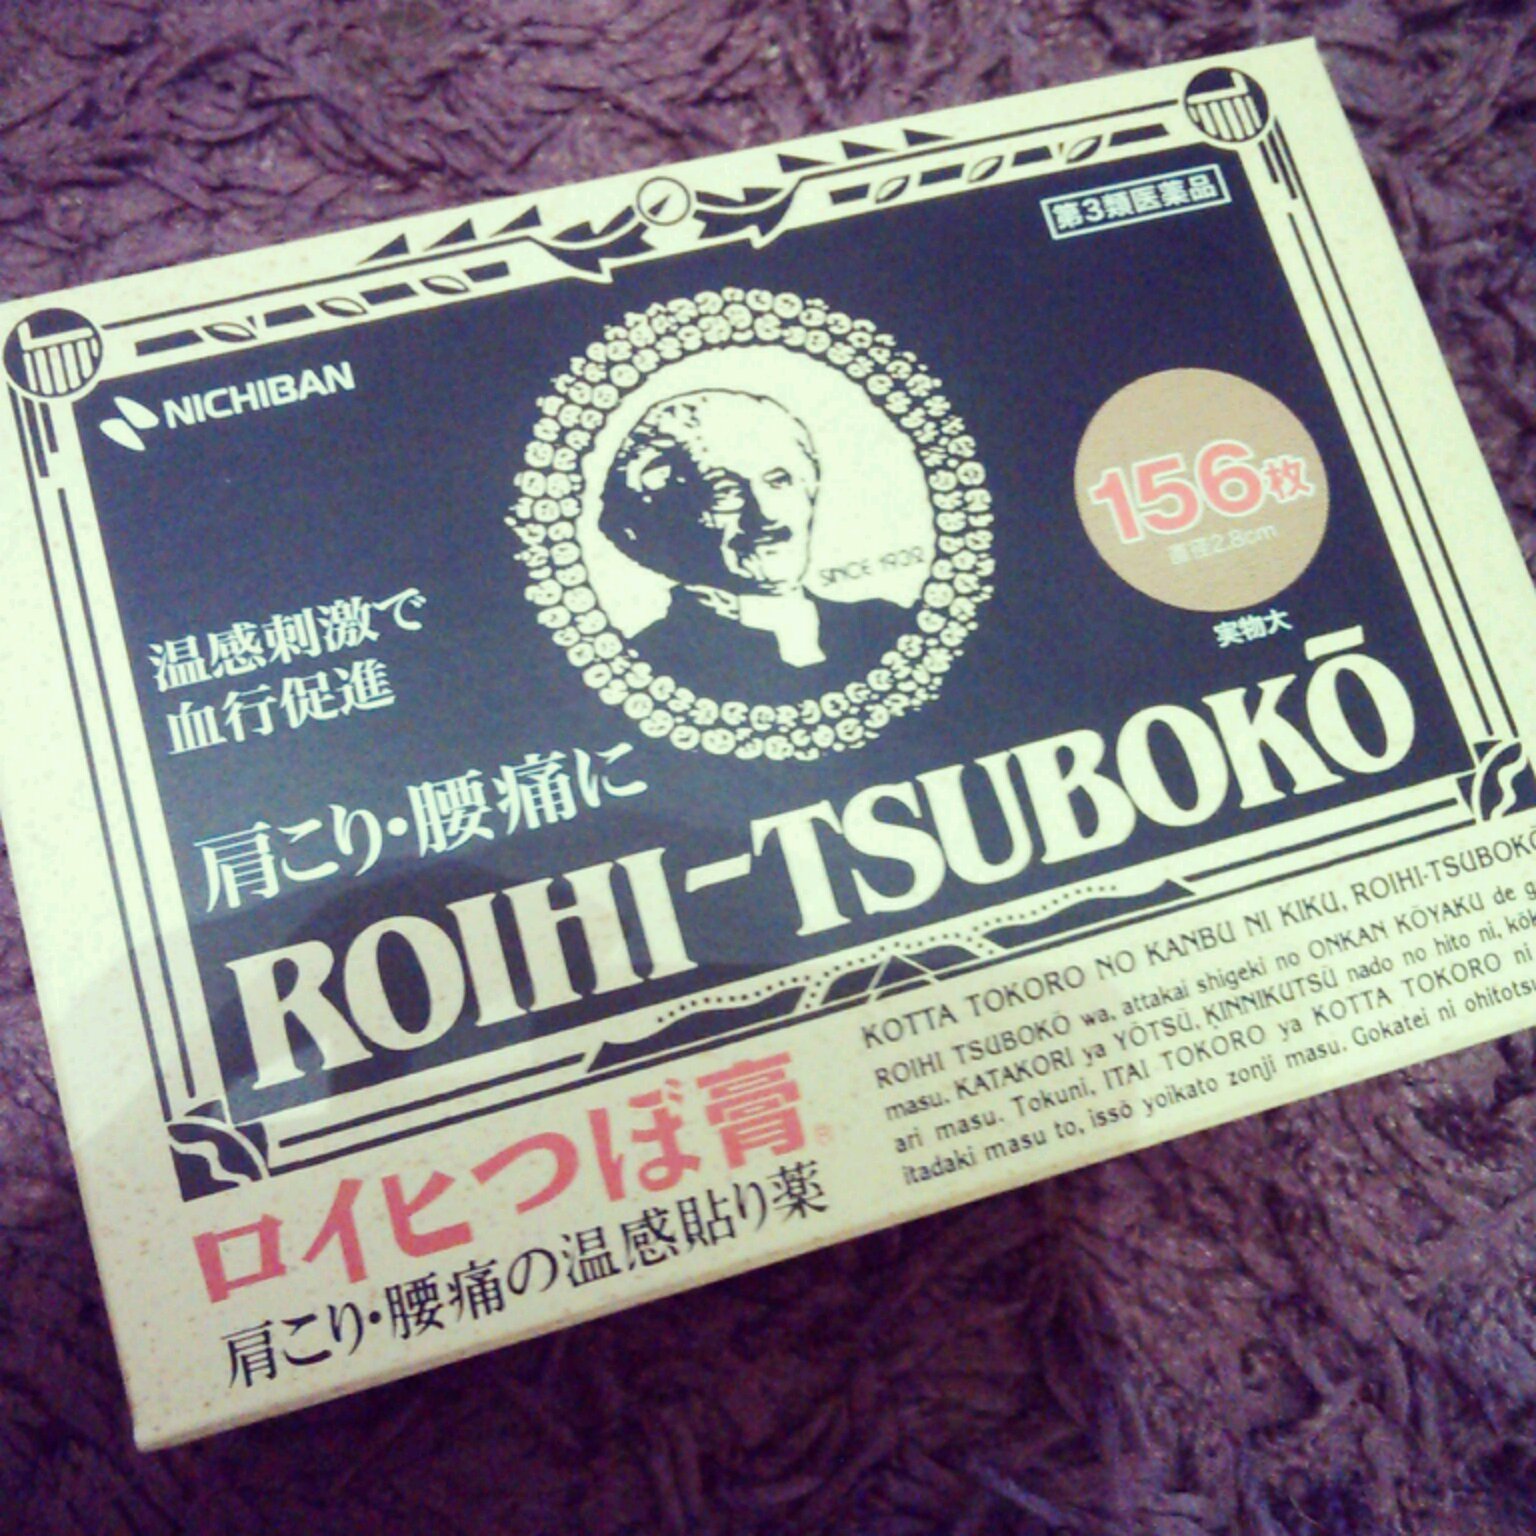 第3類医薬品
NICHIBAN
SINCE 1932
156枚
直径2.8cm
実物大
温感刺激で
血行促進
肩こり・腰痛に
ROIHI-TSUBOKŌ
ロイヒつぼ膏®
肩こり・腰痛の温感貼り薬
KOTTA TOKORO NO KANBU NI KIKU, ROIHI-TSUBOKŌ
ROIHI TSUBOKŌ wa, attakai shigeki no ONKAN KŌYAKU de
masu. KATAKORI ya YŌTSŪ, KINNIKUTSŪ nado no hito ni,
ari masu. Tokuni, ITAI TOKORO ya KOTTA TOKORO ni
itadaki masu to, issō yoikato zonji masu. Gokatei ni